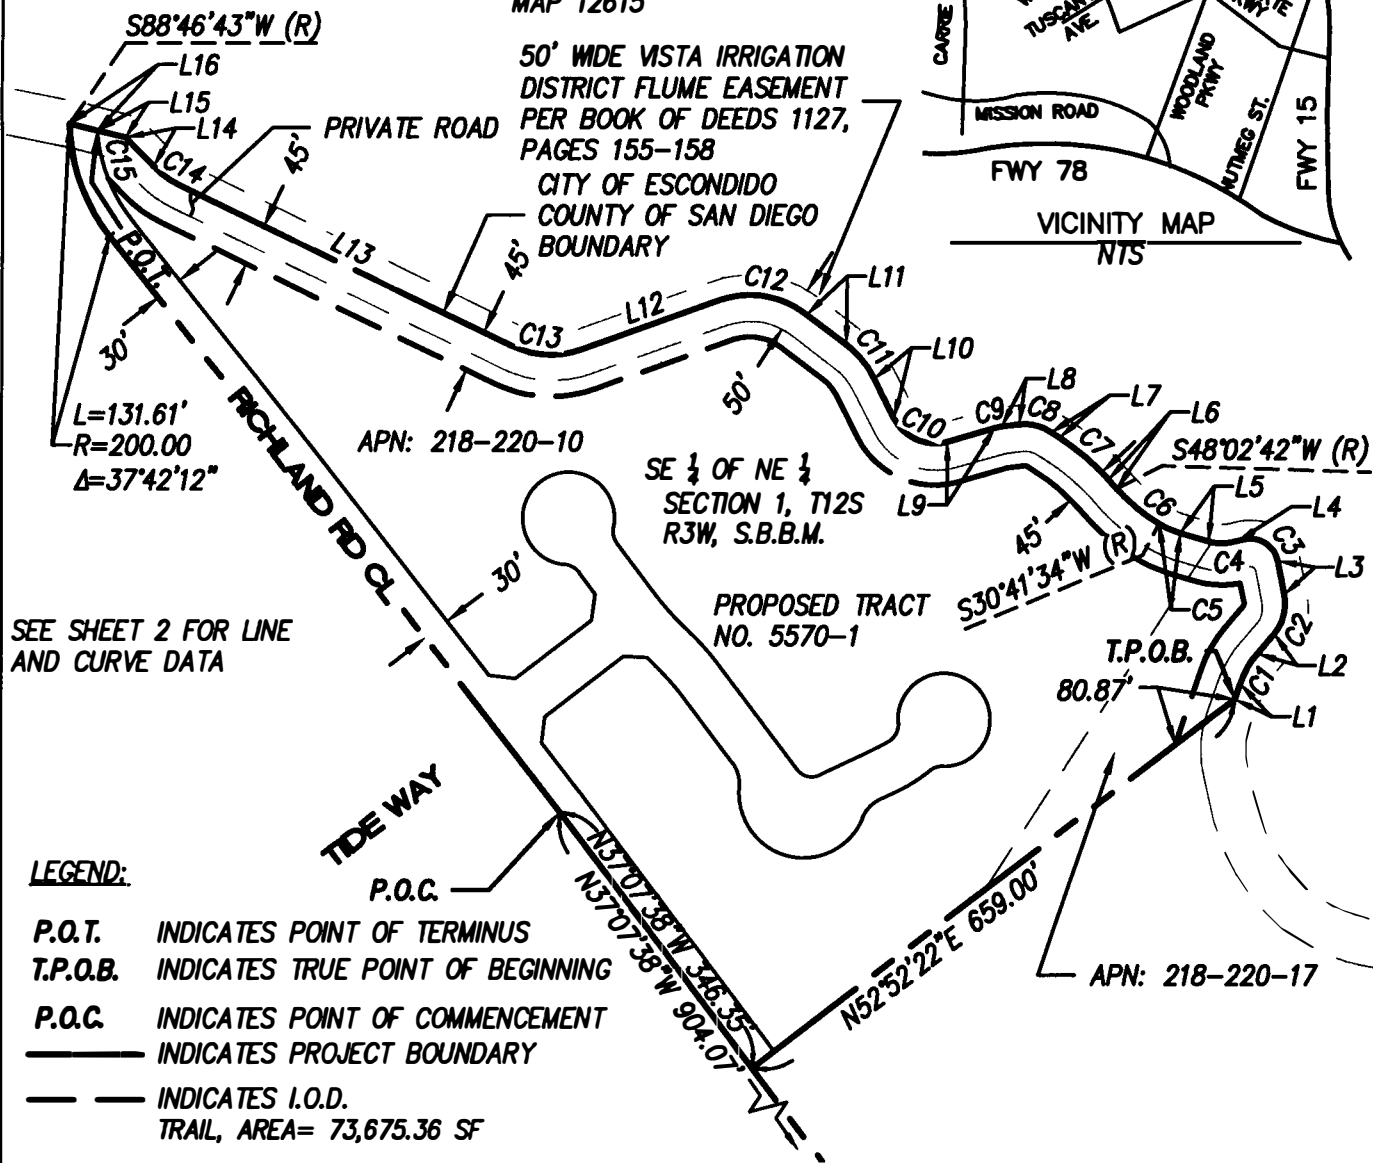 MAP 12615
S88°46'43"W (R)
L16
L15
L14
C15
C14
PRIVATE ROAD
45'
50' WIDE VISTA IRRIGATION
DISTRICT FLUME EASEMENT
PER BOOK OF DEEDS 1127,
PAGES 155-158
CITY OF ESCONDIDO
COUNTY OF SAN DIEGO
BOUNDARY
CARRIE
TUSCANY
AVE.
PKWY
WOODLAND
PKWY
MISSION ROAD
NUTMEG ST.
FWY 15
FWY 78
VICINITY MAP
NTS
L13
45'
P.O.T.
30'
C13
L12
C12
L11
C11
L10
C10
50'
C9
L8
C8
L7
C7
L6
S48°02'42"W (R)
C6
L5
L4
C3
C4
L3
L9
45'
S30°41'34"W (R)
C5
C2
L2
T.P.O.B.
C1
L1
80.87'
L=131.61'
R=200.00
Δ=37°42'12"
APN: 218-220-10
RICHLAND RD CL
SE ¼ OF NE ¼
SECTION 1, T12S
R3W, S.B.B.M.
30'
PROPOSED TRACT
NO. 5570-1
SEE SHEET 2 FOR LINE
AND CURVE DATA
TIDE WAY
P.O.C.
N37°07'38"W 346.35'
N37°07'38"W 904.07'
N52°52'22"E 659.00'
APN: 218-220-17
LEGEND:
P.O.T. INDICATES POINT OF TERMINUS
T.P.O.B. INDICATES TRUE POINT OF BEGINNING
P.O.C. INDICATES POINT OF COMMENCEMENT
INDICATES PROJECT BOUNDARY
INDICATES I.O.D.
TRAIL, AREA= 73,675.36 SF